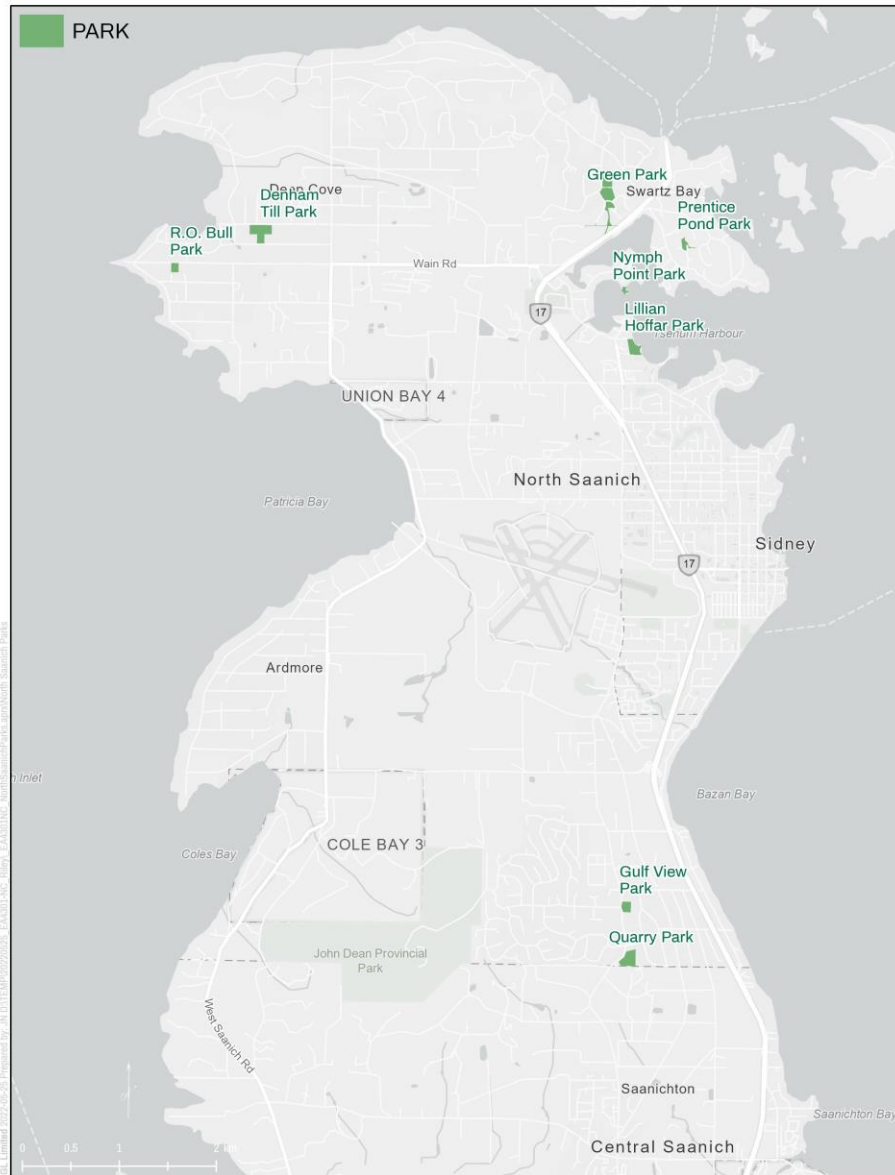 PARK
Green Park
Swartz Bay
Deep Cove
Denham
Till Park
Prentice
Pond Park
R.O. Bull
Park
Wain Rd
Nymph
Point Park
17
Lillian
Hoffar Park
Tsehum Harbour
UNION BAY 4
North Saanich
Patricia Bay
Sidney
17
Ardmore
Inlet
Bazan Bay
Coles Bay
COLE BAY 3
Gulf View
Park
Quarry Park
John Dean Provincial
Park
West Saanich Rd
Saanichton
Saanichton Bay
Central Saanich
0 0.5 1 2 km